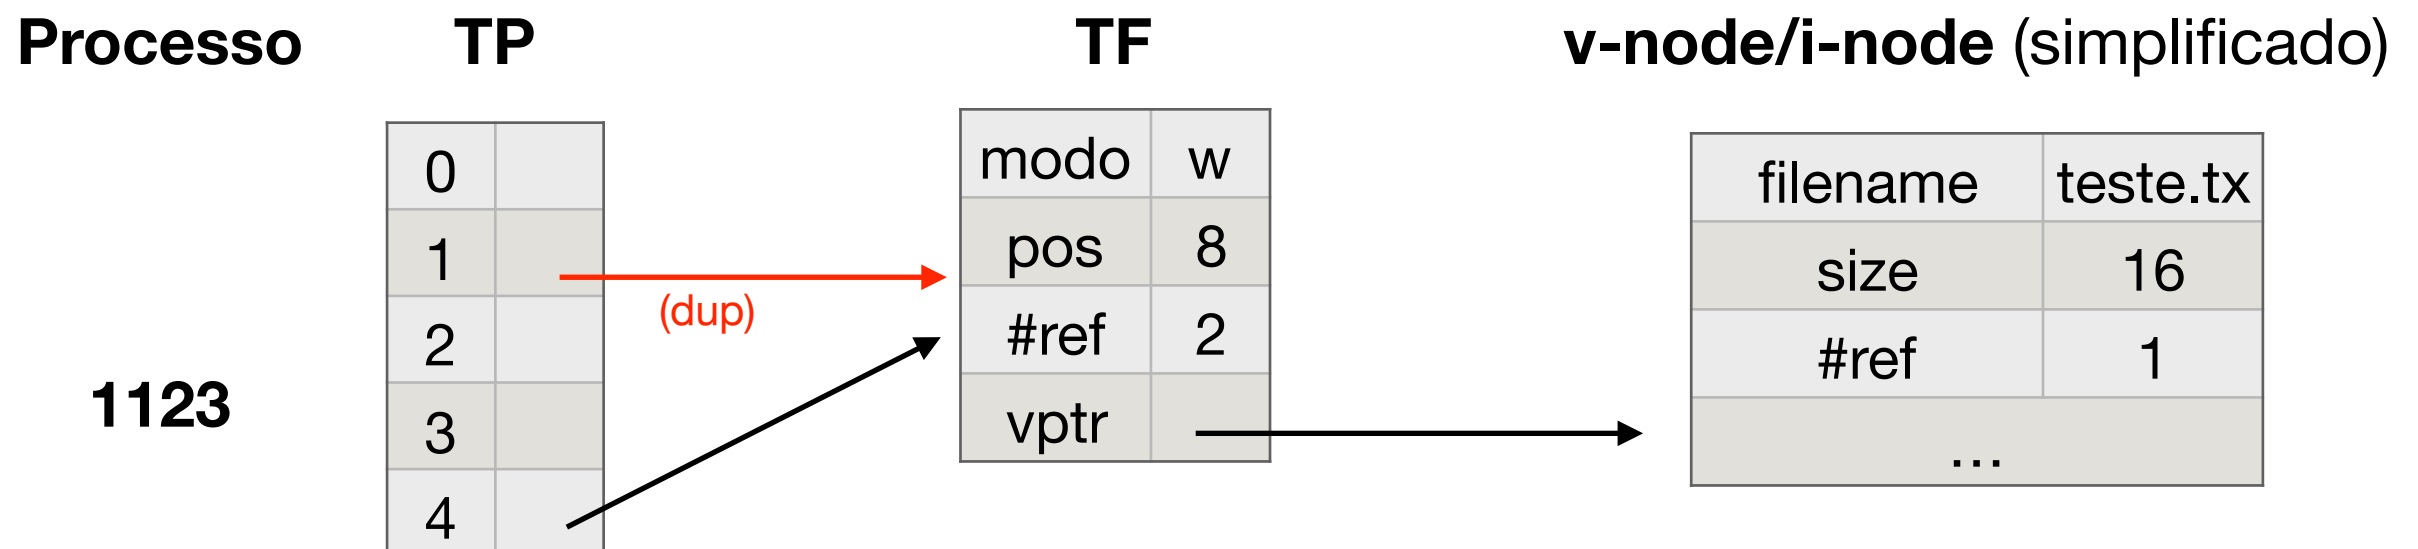 Processo TP TF v-node/i-node (simplificado)
0
1
2
3
4
1123
(dup)
modo w
pos 8
#ref 2
vptr
filename teste.tx
size 16
#ref 1
...